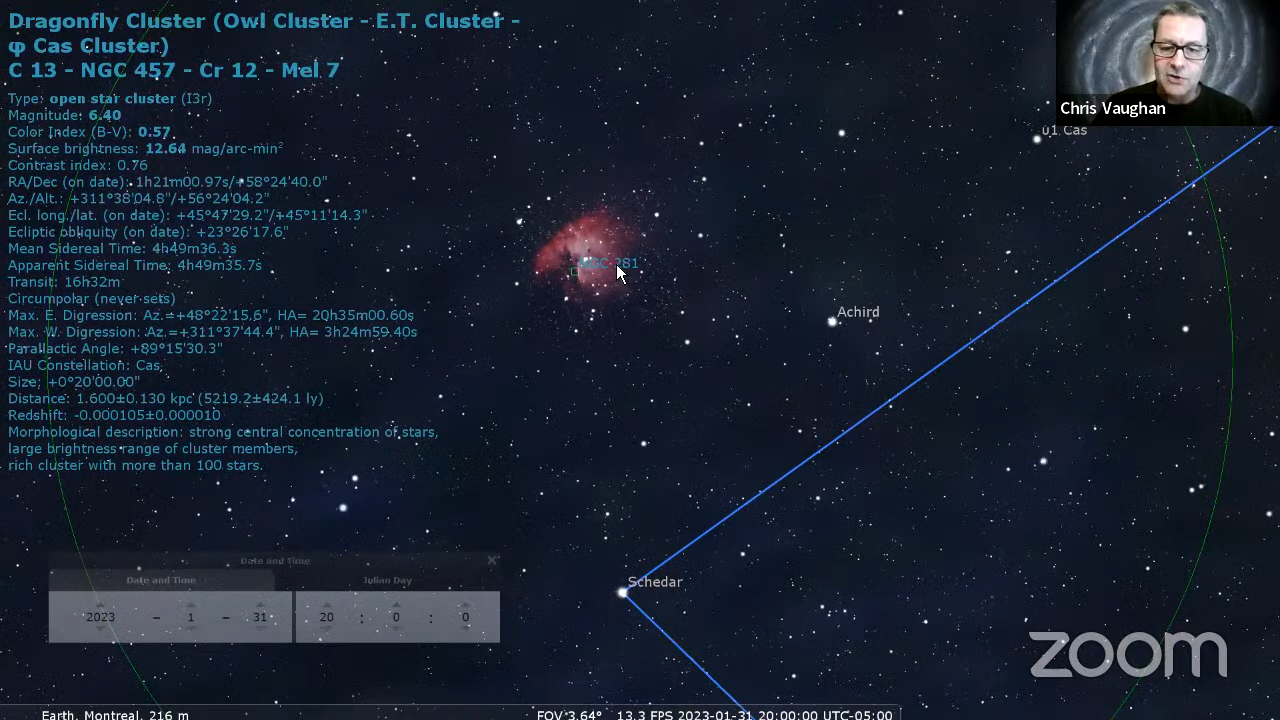 Dragonfly Cluster (Owl Cluster - E.T. Cluster -
φ Cas Cluster)
C 13 - NGC 457 - Cr 12 - Mel 7
Type: open star cluster (I3r)
Magnitude: 6.40
Color Index (B-V): 0.57
Surface brightness: 12.64 mag/arc-min²
Contrast index: 0.76
RA/Dec (on date): 1h21m00.97s/+58°24'40.0"
Az./Alt.: +311°38'04.8"/+56°24'04.2"
Ecl. long./lat. (on date): +45°47'29.2"/+45°11'14.3"
Ecliptic obliquity (on date): +23°26'17.6"
Mean Sidereal Time: 4h49m36.3s
Apparent Sidereal Time: 4h49m35.7s
Transit: 16h32m
Circumpolar (never sets)
Max. E. Digression: Az.=+48°22'15.6", HA= 20h35m00.60s
Max. W. Digression: Az.=+311°37'44.4", HA= 3h24m59.40s
Parallactic Angle: +89°15'30.3"
IAU Constellation: Cas
Size: +0°20'00.00"
Distance: 1.600±0.130 kpc (5219.2±424.1 ly)
Redshift: -0.000105±0.000010
Morphological description: strong central concentration of stars,
large brightness range of cluster members,
rich cluster with more than 100 stars.
Chris Vaughan
υ1 Cas
NGC 281
Achird
Schedar
Date and Time
Date and Time
Julian Day
2023 - 1 - 31 20 : 0 : 0
zoom
Earth, Montreal, 216 m
FOV 3.64° 13.3 FPS 2023-01-31 20:00:00 UTC-05:00